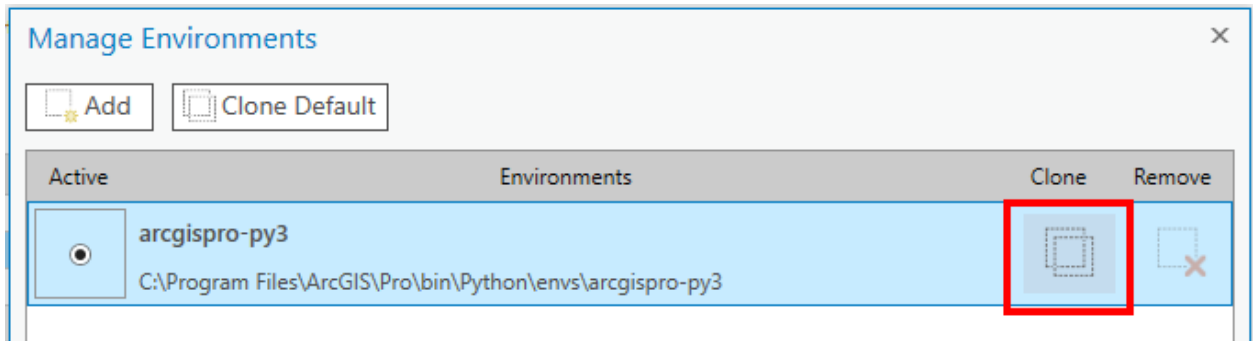 Manage Environments
Add
Clone Default
Active Environments Clone Remove
arcgispro-py3
C:\Program Files\ArcGIS\Pro\bin\Python\envs\arcgispro-py3